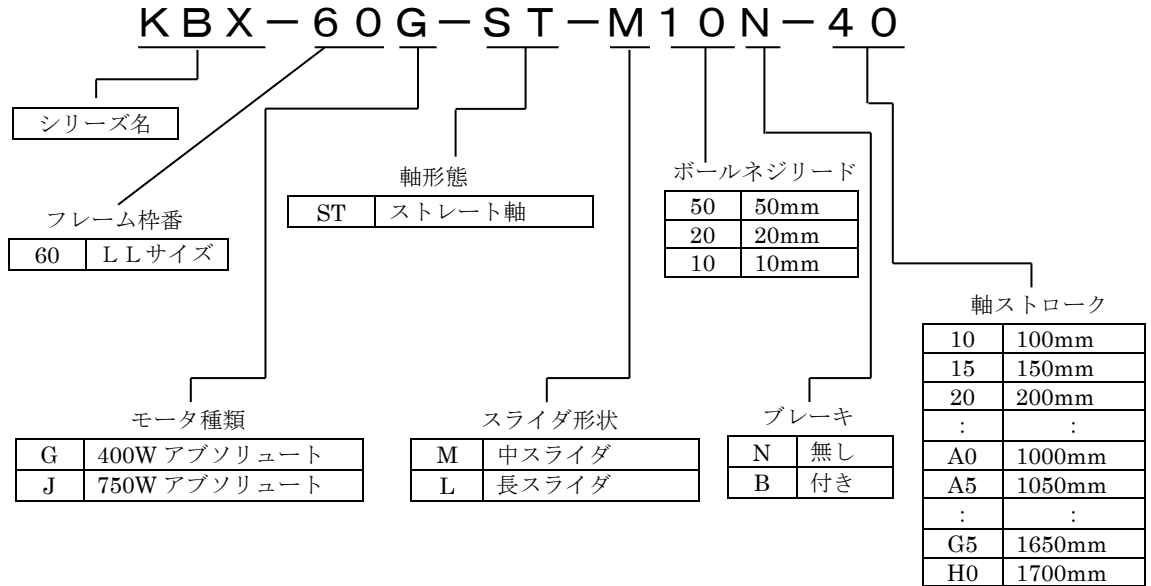 KBX－60G－ST－M10N－40
シリーズ名
フレーム枠番
60 ＬＬサイズ
軸形態
ST ストレート軸
ボールネジリード
50 50mm
20 20mm
10 10mm
モータ種類
G 400W アブソリュート
J 750W アブソリュート
スライダ形状
M 中スライダ
L 長スライダ
ブレーキ
N 無し
B 付き
軸ストローク
10 100mm
15 150mm
20 200mm
: :
A0 1000mm
A5 1050mm
: :
G5 1650mm
H0 1700mm